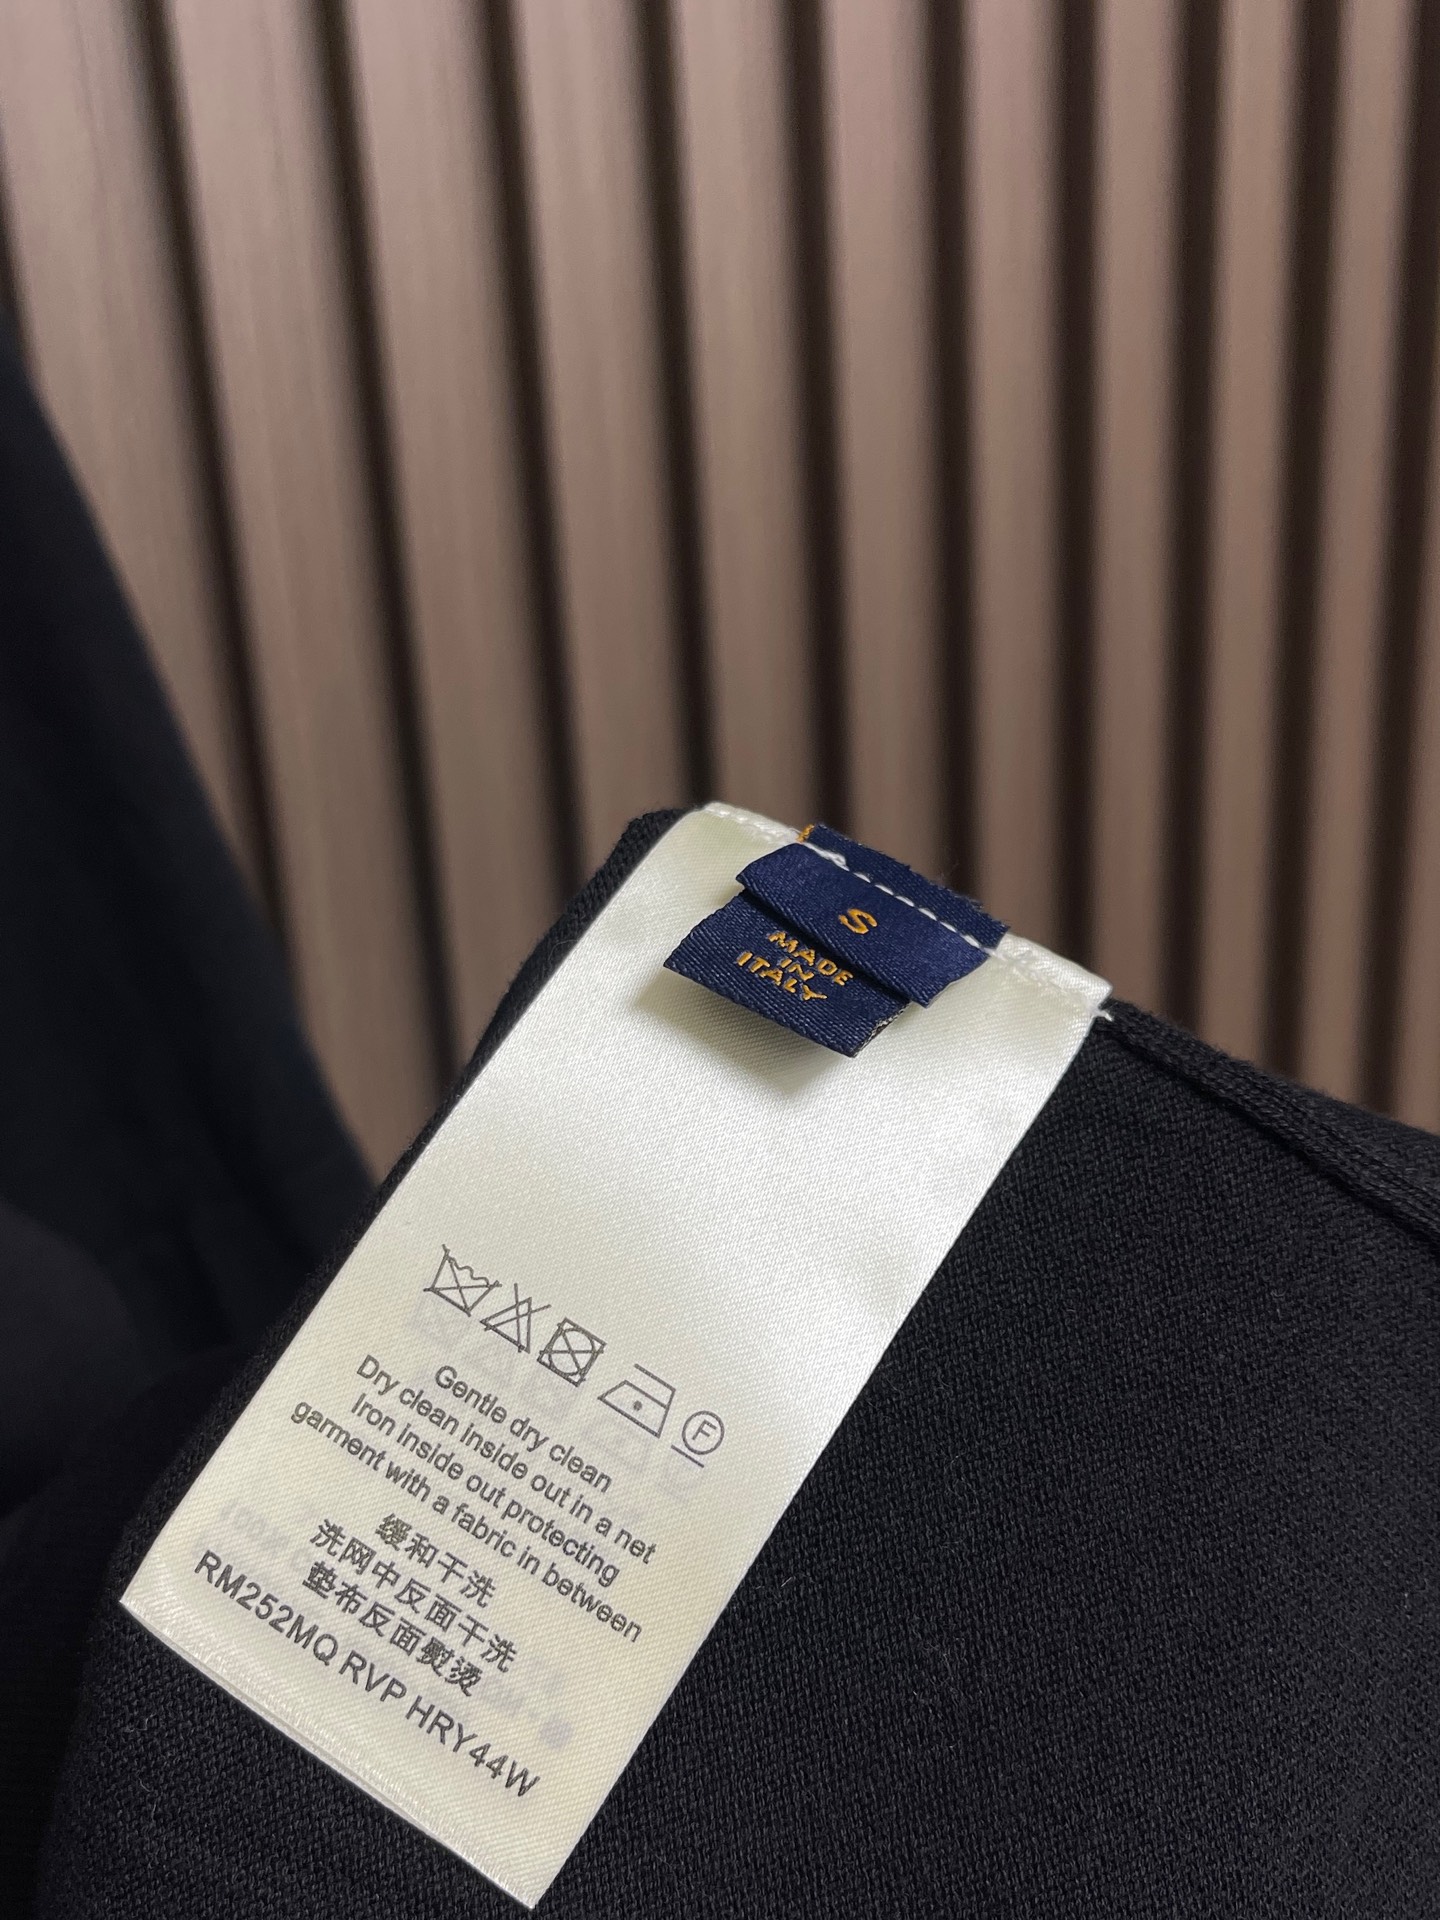 S
MADE
IN
ITALY
F
Gentle dry clean
Dry clean inside out in a net
Iron inside out protecting
garment with a fabric in between
缓和干洗
洗网中反面干洗
垫布反面熨烫
RM252MQ RVP HRY44W